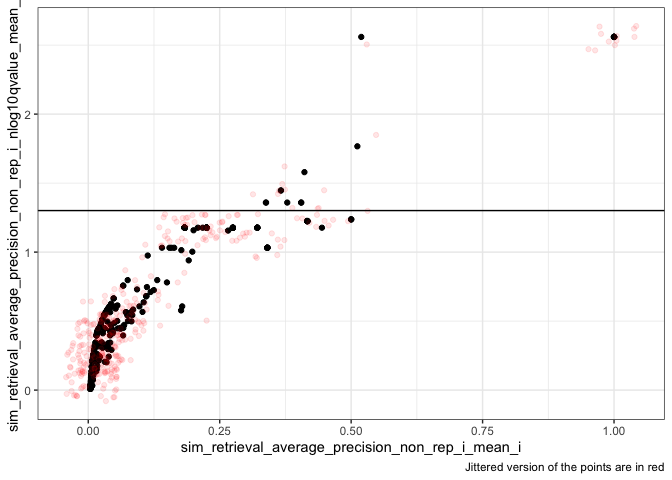 sim_retrieval_average_precision_non_rep_i_nlog10qvalue_mean_
2
1
0
0.00
0.25
0.50
0.75
1.00
sim_retrieval_average_precision_non_rep_i_mean_i
Jittered version of the points are in red